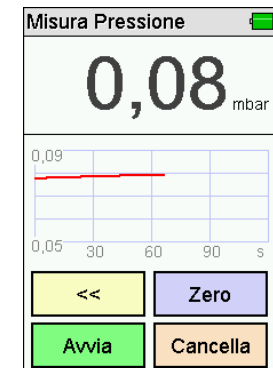 Misura Pressione
0,08 mbar
0,09
0,05 30 60 90 s
<< Zero
Avvia Cancella